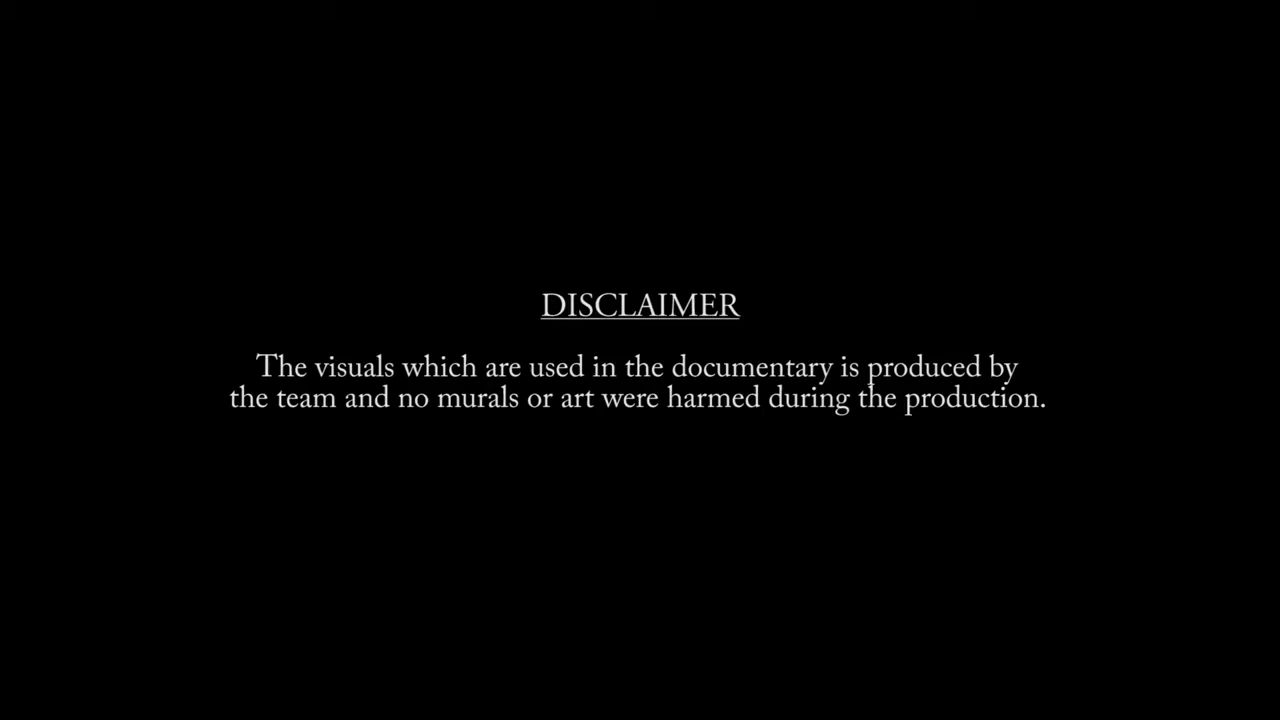 DISCLAIMER
The visuals which are used in the documentary is produced by
the team and no murals or art were harmed during the production.